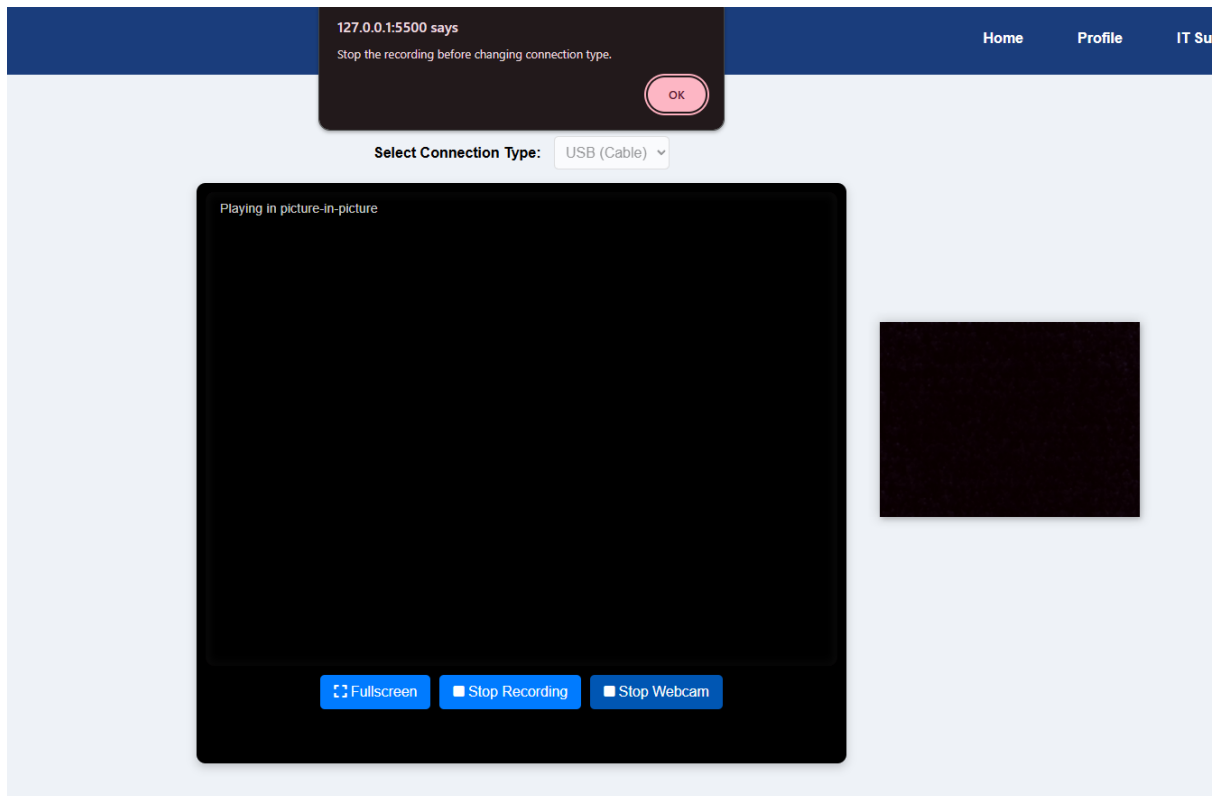 127.0.0.1:5500 says
Stop the recording before changing connection type.
OK
Home Profile IT Su
Select Connection Type: USB (Cable)
Playing in picture-in-picture
Fullscreen Stop Recording Stop Webcam